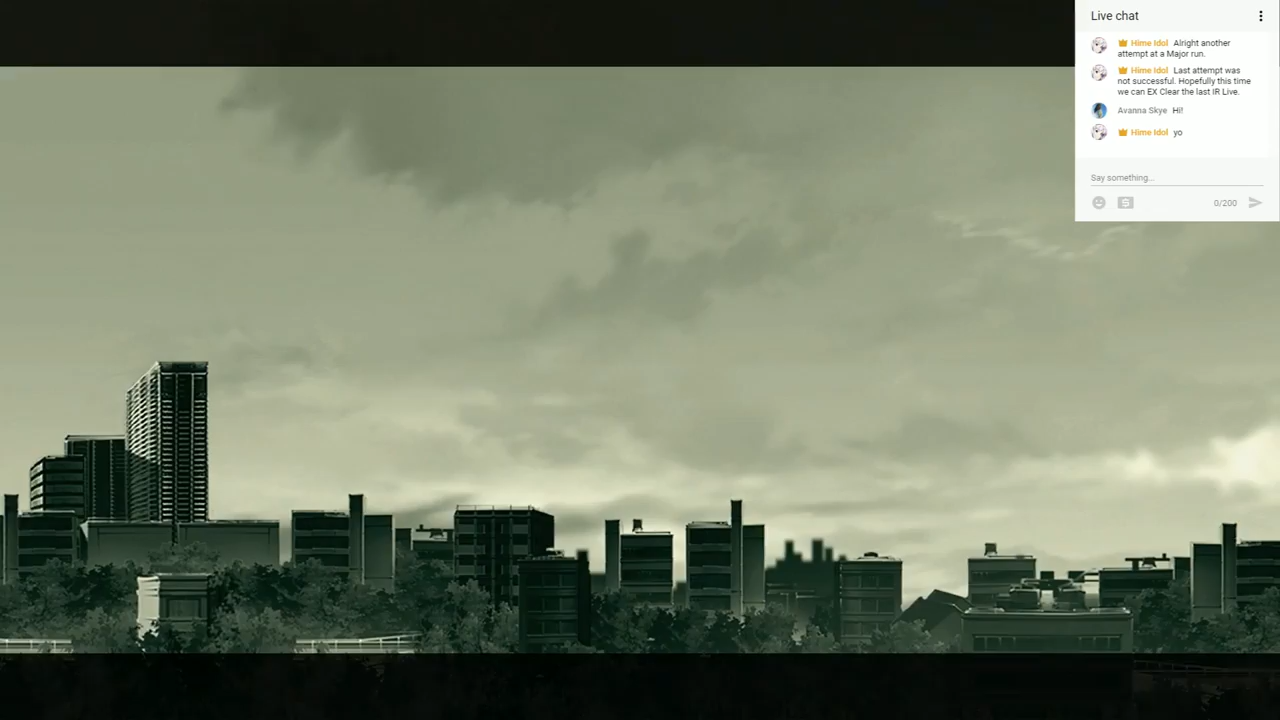 Live chat
Hime Idol Alright another
attempt at a Major run.
Hime Idol Last attempt was
not successful. Hopefully this time
we can EX Clear the last IR Live.
Avanna Skye Hi!
Hime Idol yo
Say something...
0/200